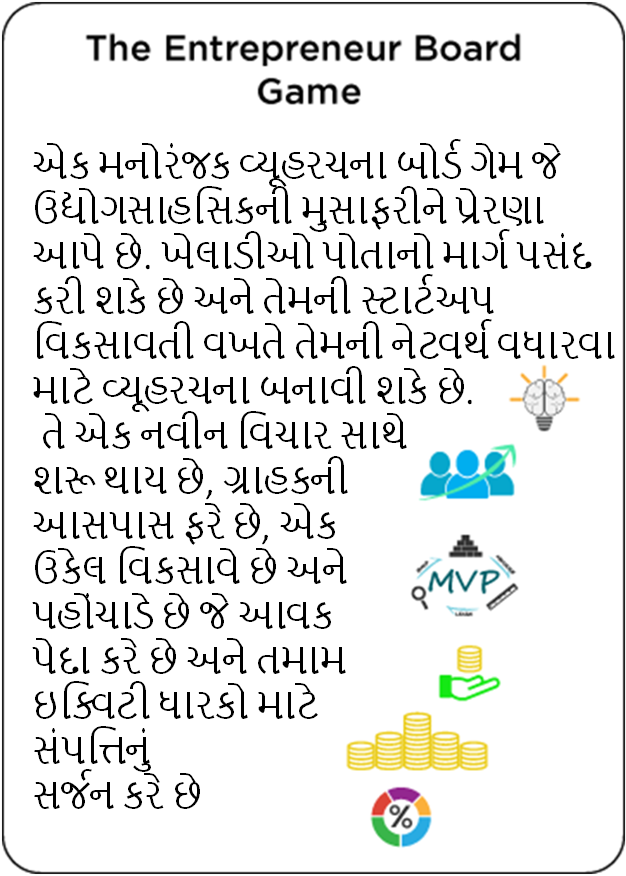 The Entrepreneur Board
Game
એક મનોરંજક વ્યૂહરચના બોર્ડ ગેમ જે
ઉદ્યોગસાહસિકની મુસાફરીને પ્રેરણા
આપે છે. ખેલાડીઓ પોતાનો માર્ગ પસંદ
કરી શકે છે અને તેમની સ્ટાર્ટઅપ
વિકસાવતી વખતે તેમની નેટવર્થ વધારવા
માટે વ્યૂહરચના બનાવી શકે છે.
તે એક નવીન વિચાર સાથે
શરૂ થાય છે, ગ્રાહકની
આસપાસ ફરે છે, એક
ઉકેલ વિકસાવે છે અને
MVP
પહોંચાડે છે જે આવક
પેદા કરે છે અને તમામ
ઇક્વિટી ધારકો માટે
સંપત્તિનું
સર્જન કરે છે
%